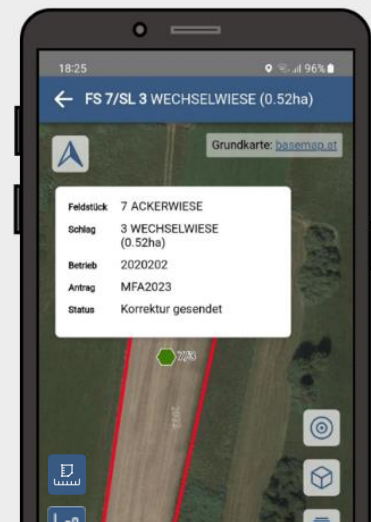 18:25 96%
FS 7/SL 3 WECHSELWIESE (0.52ha)
Grundkarte: basemap.at
Feldstück 7 ACKERWIESE
Schlag 3 WECHSELWIESE
(0.52ha)
Betrieb 2020202
Antrag MFA2023
Status Korrektur gesendet
7/3